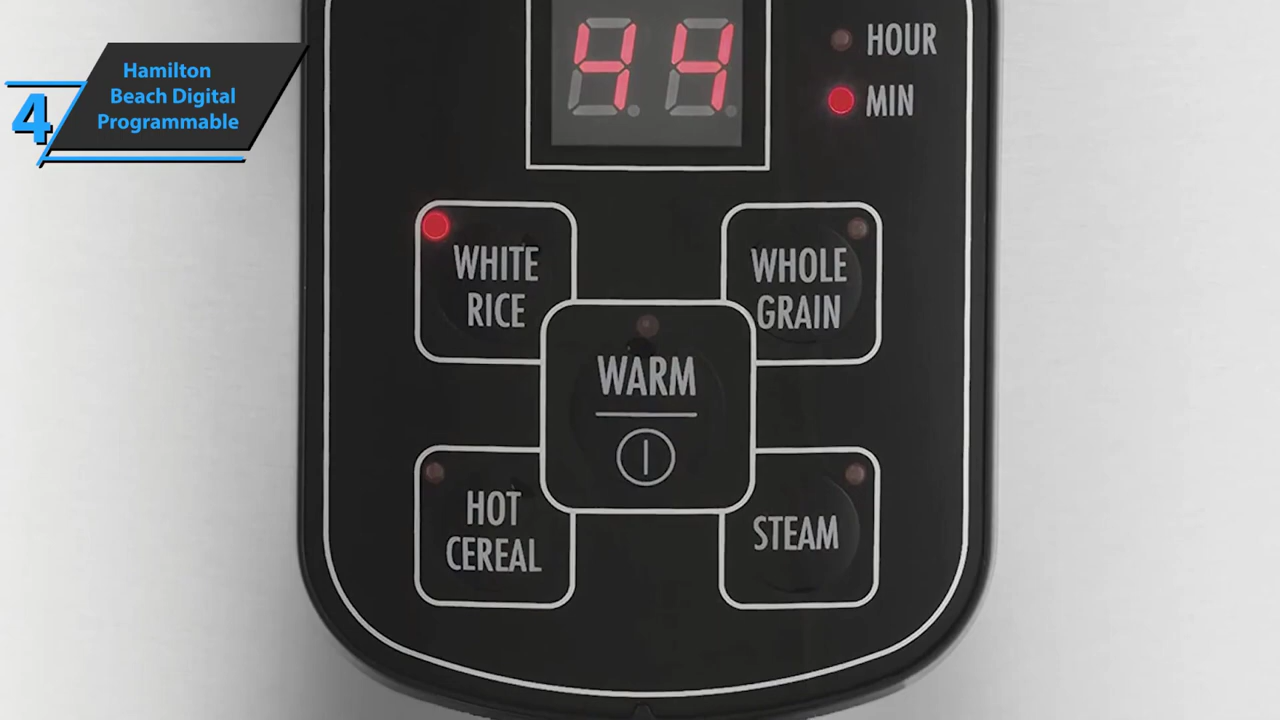 44
HOUR
MIN
4
Hamilton
Beach Digital
Programmable
WHITE
RICE
WHOLE
GRAIN
WARM
HOT
CEREAL
STEAM